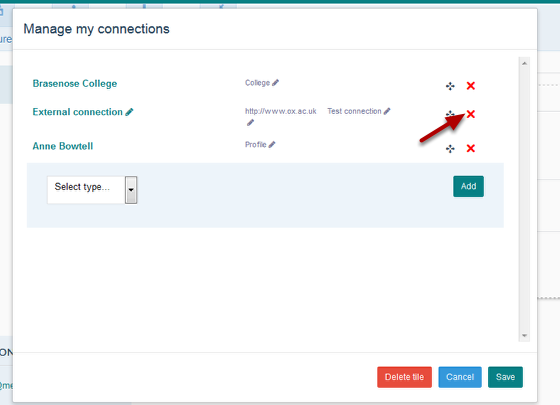 Manage my connections
Brasenose College College
External connection http://www.ox.ac.uk Test connection
Anne Bowtell Profile
Select type... Add
Delete tile Cancel Save